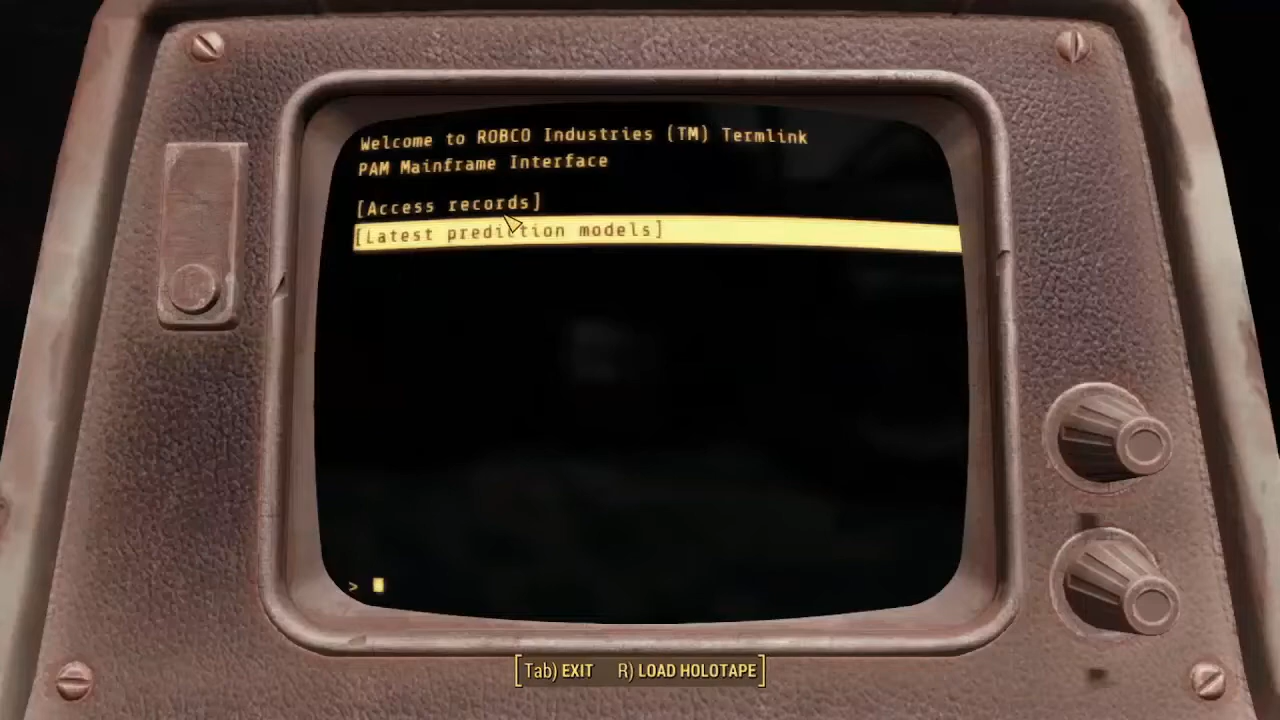 Welcome to ROBCO Industries (TM) Termlink
PAM Mainframe Interface
[Access records]
[Latest prediction models]
>
[Tab) EXIT R) LOAD HOLOTAPE]